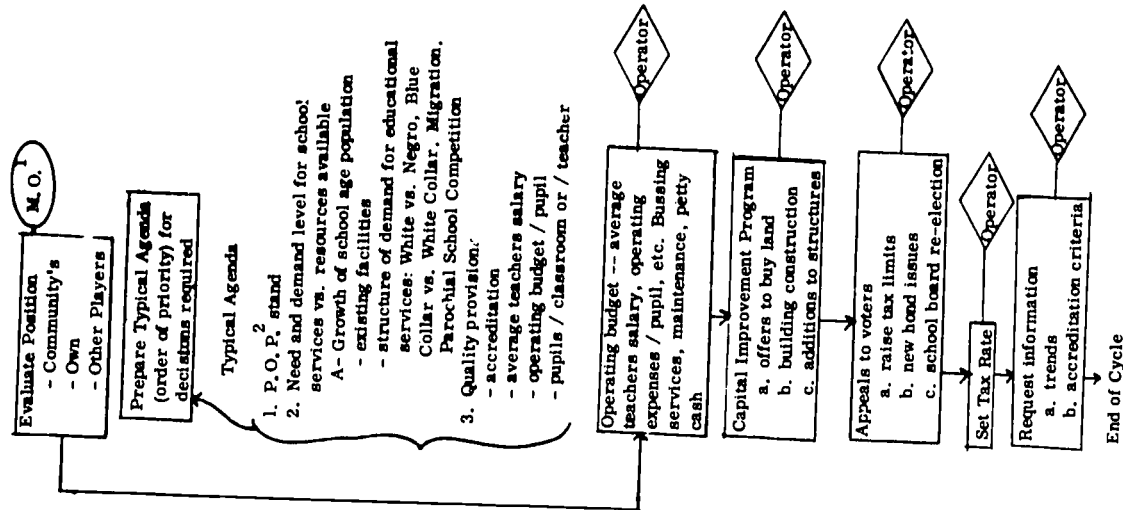 M. O. 1
Evaluate Position
- Community's
- Own
- Other Players
Prepare Typical Agenda
(order of priority) for
decisions required
Typical Agenda
1. P. O. P. 2 stand
2. Need and demand level for school
services vs. resources available
A- Growth of school age population
- existing facilities
- structure of demand for educational
services: White vs. Negro, Blue
Collar vs. White Collar. Migration.
Parochial School Competition
3. Quality provision:
- accreditation
- average teachers salary
- operating budget / pupil
- pupils / classroom or / teacher
Operating budget -- average
teachers salary, operating
expenses / pupil, etc. Bussing
services, maintenance, petty
cash
Operator
Capital Improvement Program
a. offers to buy land
b. building construction
c. additions to structures
Operator
Appeals to voters
a. raise tax limits
b. new bond issues
c. school board re-election
Operator
Set Tax Rate
Operator
Request information
a. trends
b. accreditation criteria
Operator
End of Cycle